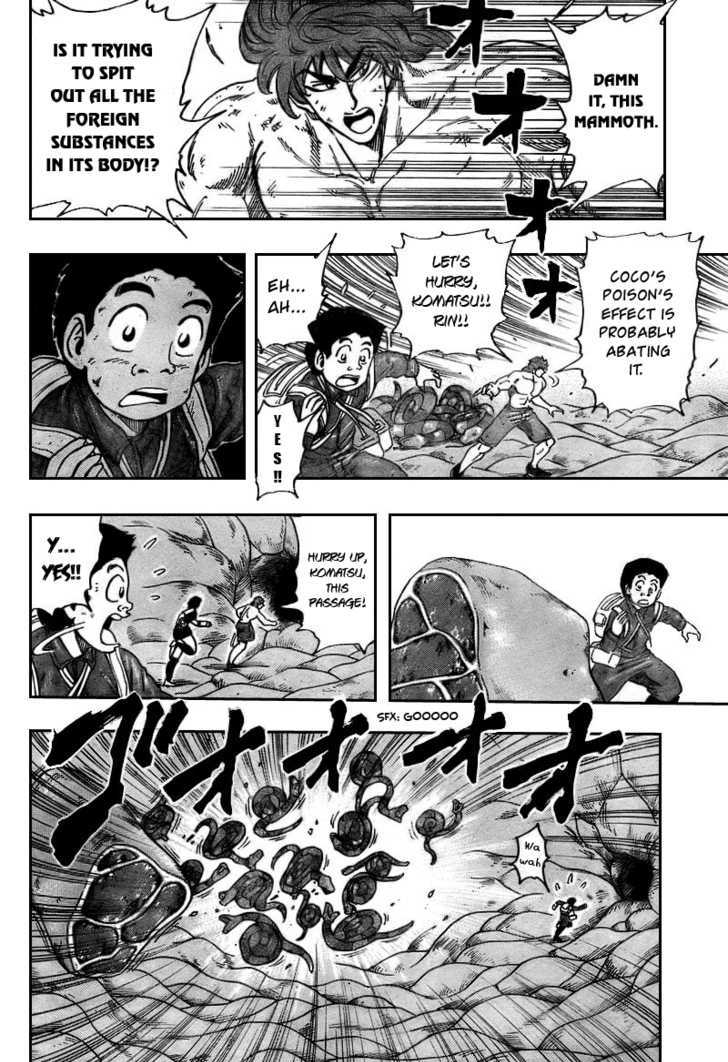 DAMN
IT, THIS
MAMMOTH.
IS IT TRYING
TO SPIT
OUT ALL THE
FOREIGN
SUBSTANCES
IN ITS BODY!?
オオオオ
COCO'S
POISON'S
EFFECT IS
PROBABLY
ABATING
IT.
LET'S
HURRY,
KOMATSU!!
RIN!!
EH...
AH...
YES!!
HURRY UP,
KOMATSU,
THIS
PASSAGE!
Y...
YES!!
SFX: GOOOOO
ゴオオオオ
Wa
wah